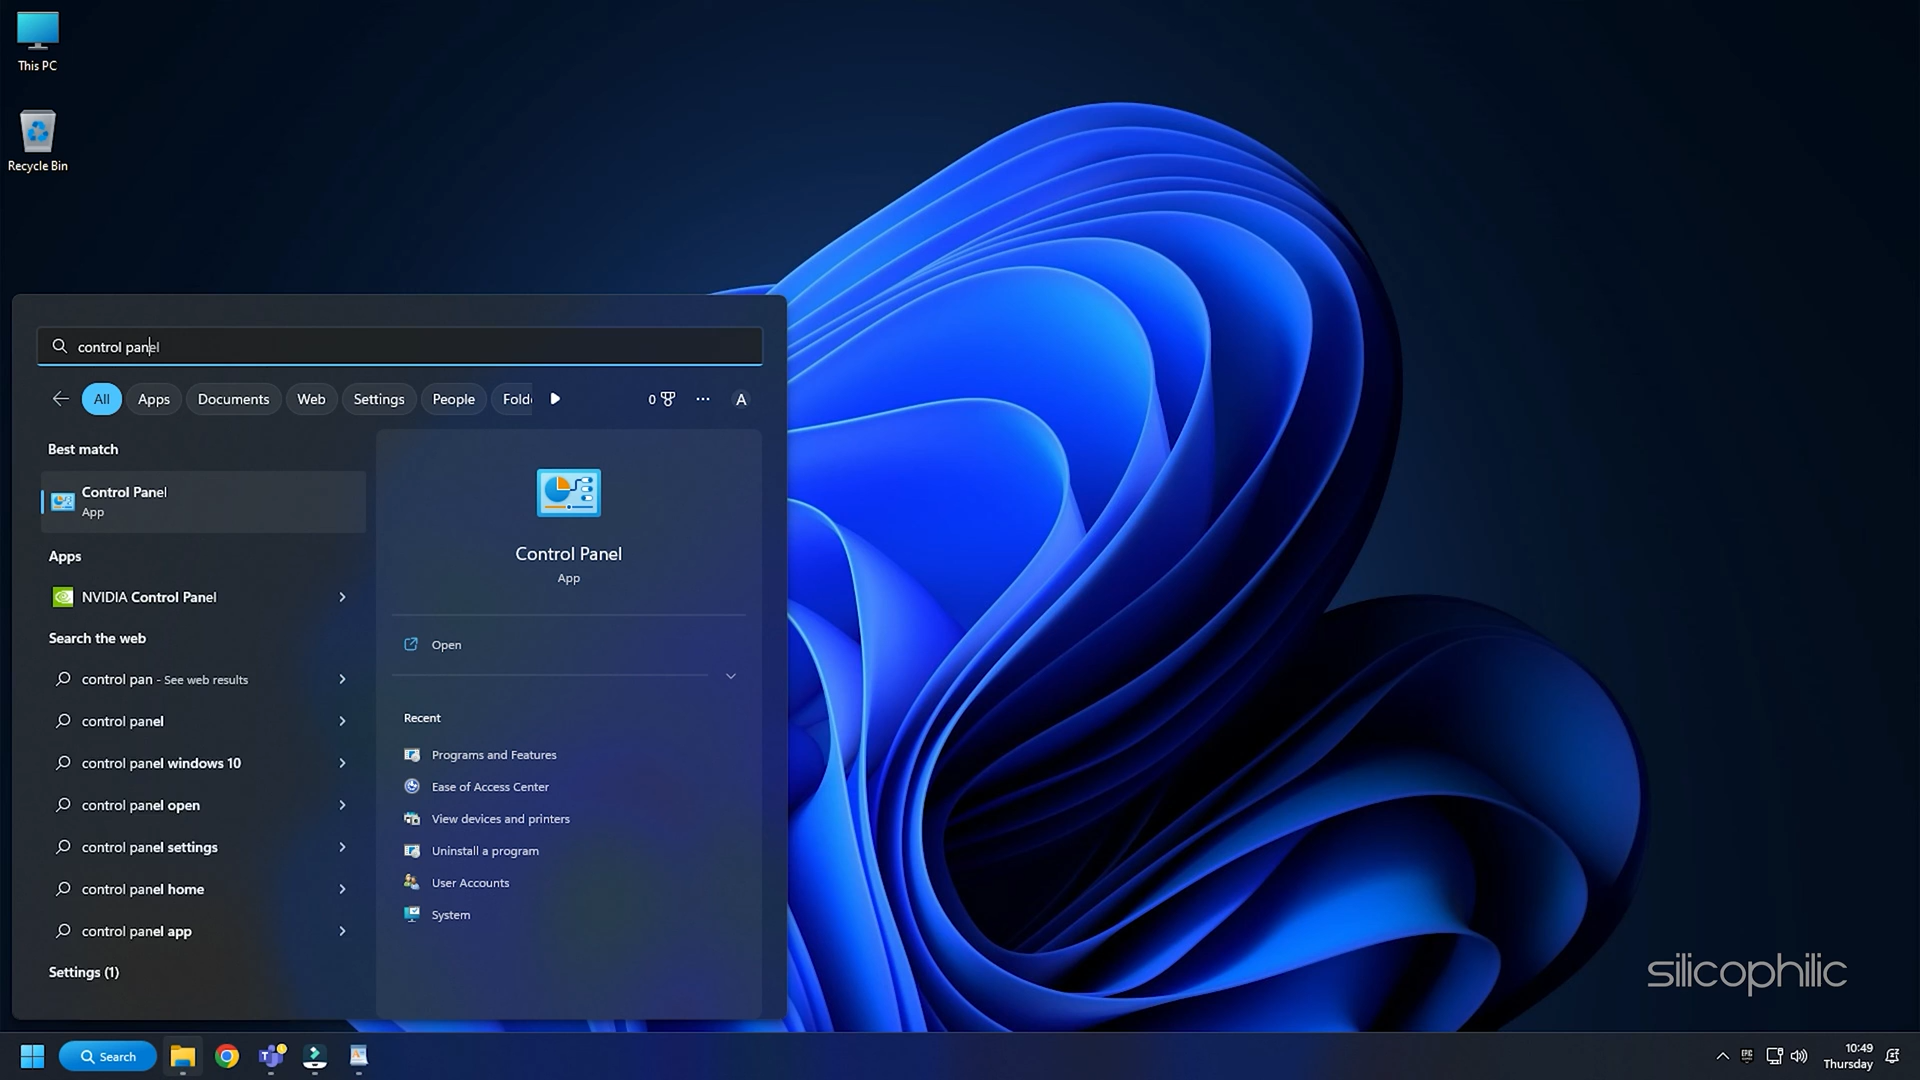 This PC
Recycle Bin
control panel
All Apps Documents Web Settings People Fold 0 ... A
Best match
Control Panel
App
Apps
NVIDIA Control Panel
Search the web
control pan - See web results
control panel
control panel windows 10
control panel open
control panel settings
control panel home
control panel app
Settings (1)
Control Panel
App
Open
Recent
Programs and Features
Ease of Access Center
View devices and printers
Uninstall a program
User Accounts
System
silicophilic
Search
EPIC
10:49
Thursday